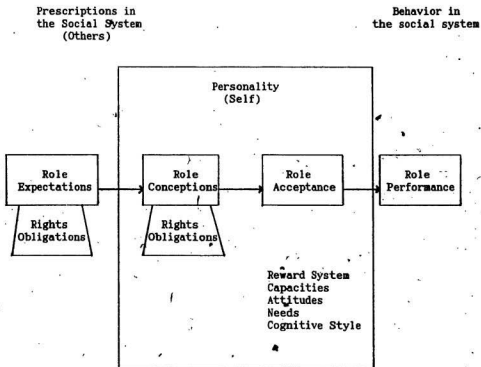 Prescriptions in
the Social System
(Others)
Behavior in
the social system
Personality
(Self)
Role
Expectations
Role
Conceptions
Role
Acceptance
Role
Performance
Rights
Obligations
Rights
Obligations
Reward System
Capacities
Attitudes
Needs
Cognitive Style